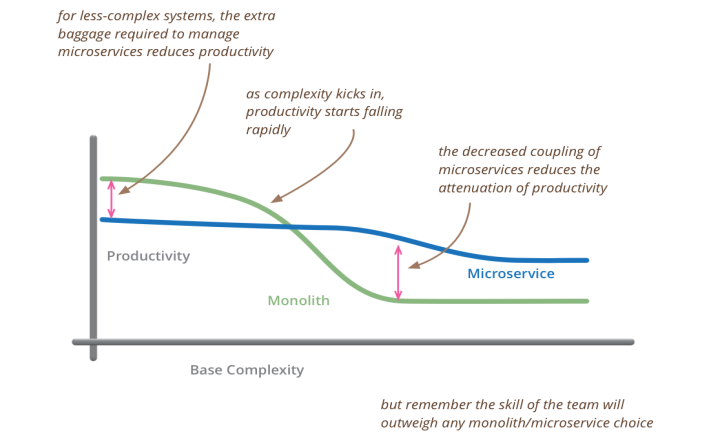 for less-complex systems, the extra
baggage required to manage
microservices reduces productivity
as complexity kicks in,
productivity starts falling
rapidly
the decreased coupling of
microservices reduces the
attenuation of productivity
Productivity
Microservice
Monolith
Base Complexity
but remember the skill of the team will
outweigh any monolith/microservice choice